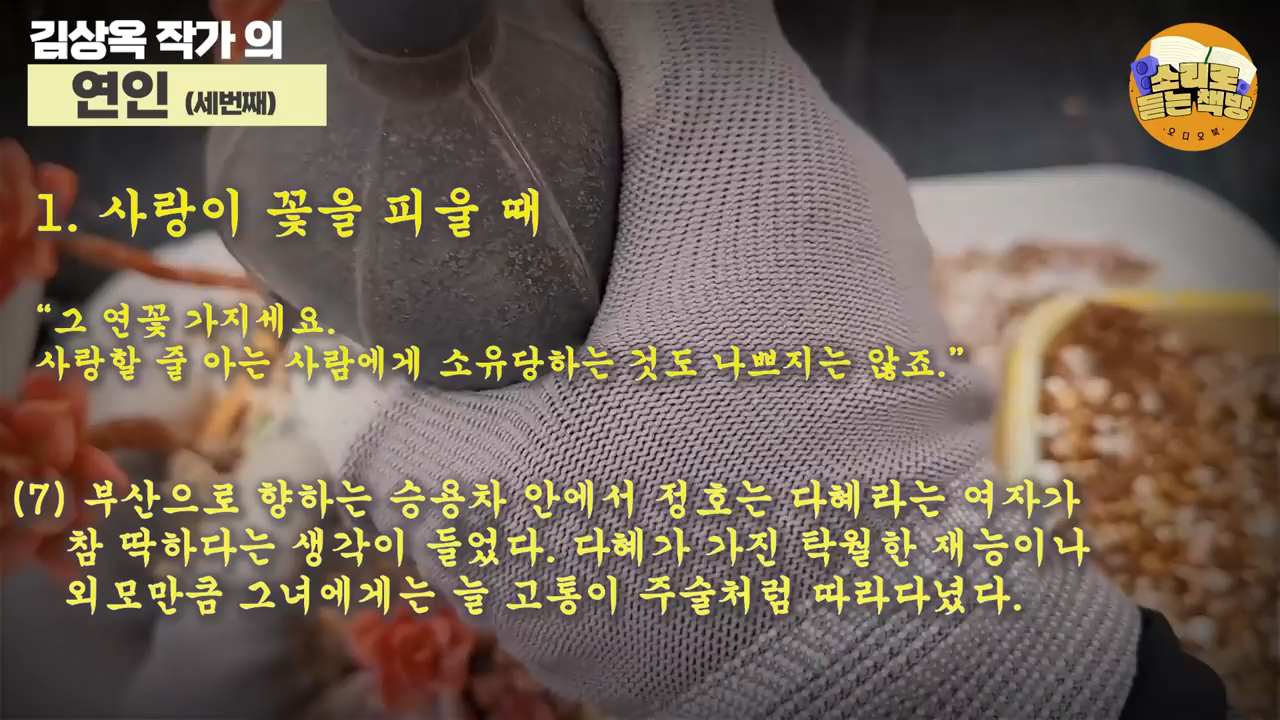 김상옥 작가 의
연인 (세번째)
소리로
듣는 책방
·오디오북·
1. 사랑이 꽃을 피울 때
“그 연꽃 가지세요.
사랑할 줄 아는 사람에게 소유당하는 것도 나쁘지는 않죠.”
(7) 부산으로 향하는 승용차 안에서 정호는 다혜라는 여자가
참 딱하다는 생각이 들었다. 다혜가 가진 탁월한 재능이나
외모만큼 그녀에게는 늘 고통이 주술처럼 따라다녔다.